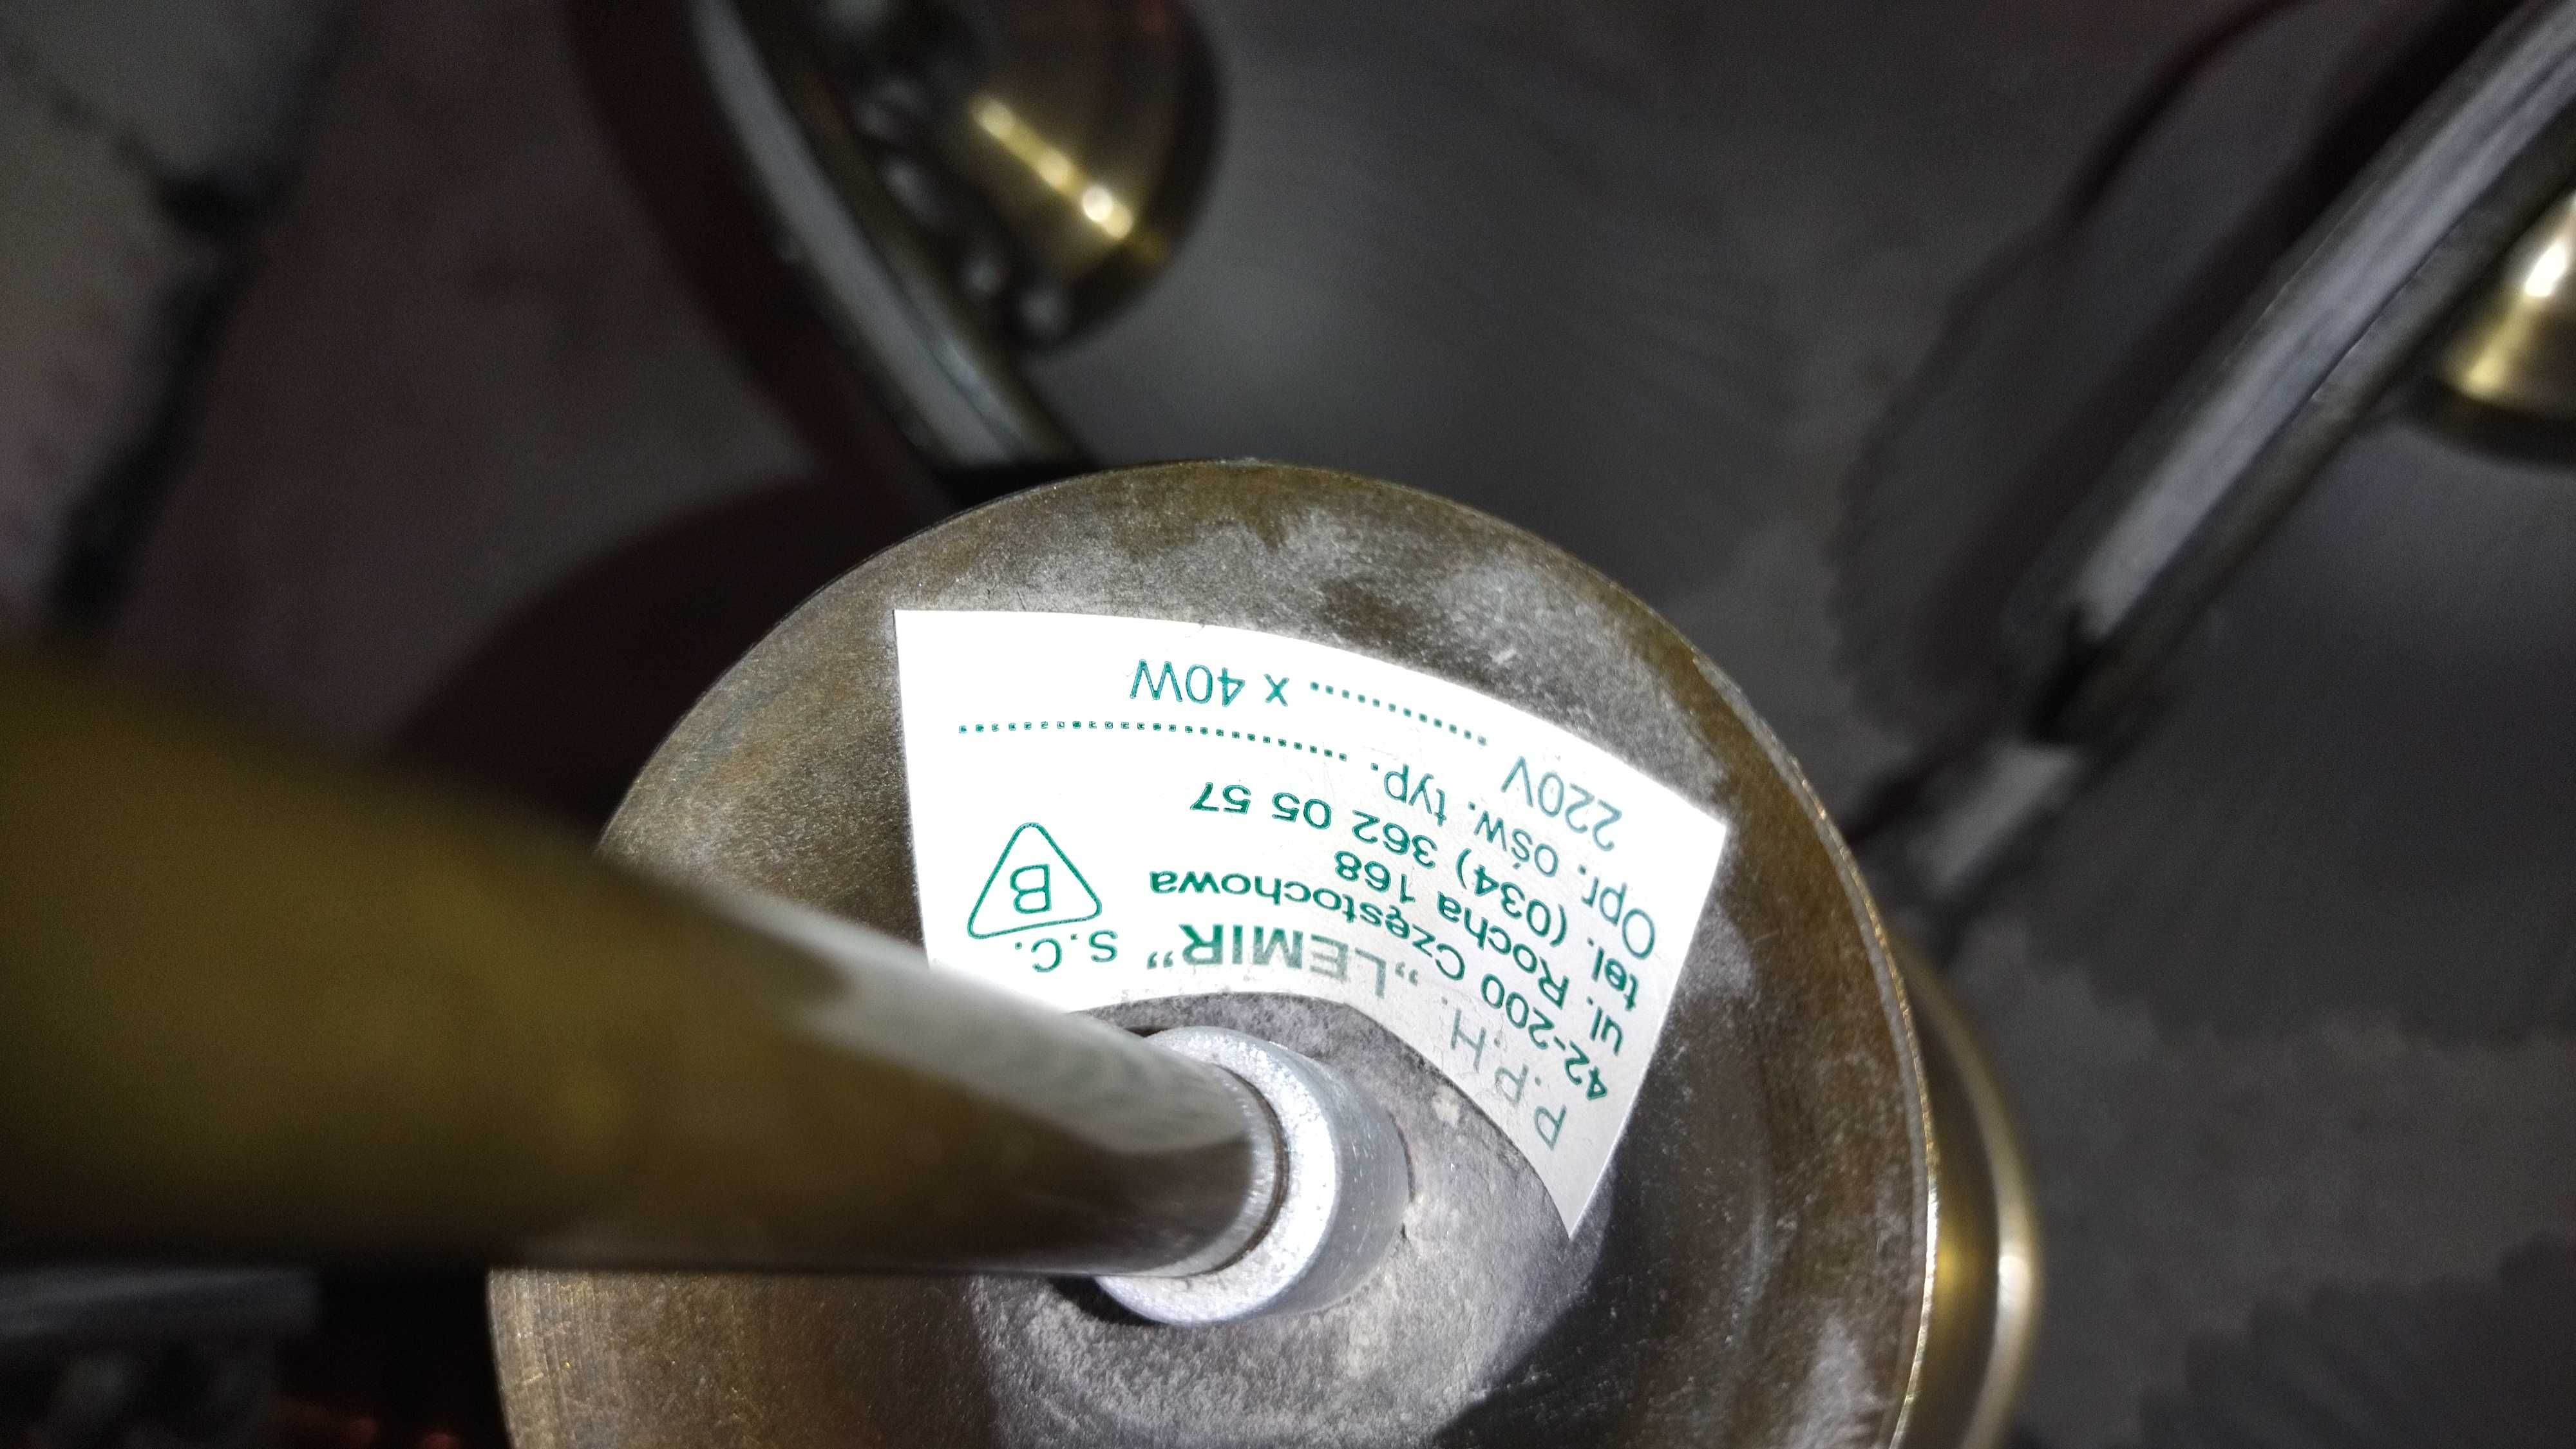 P.P.H. „LEMIR” s.c.
42-200 Częstochowa
ul. Rocha 168
tel. (034) 362 05 57
B
Opr. ośw. typ. ..............................
220V ............... x 40W